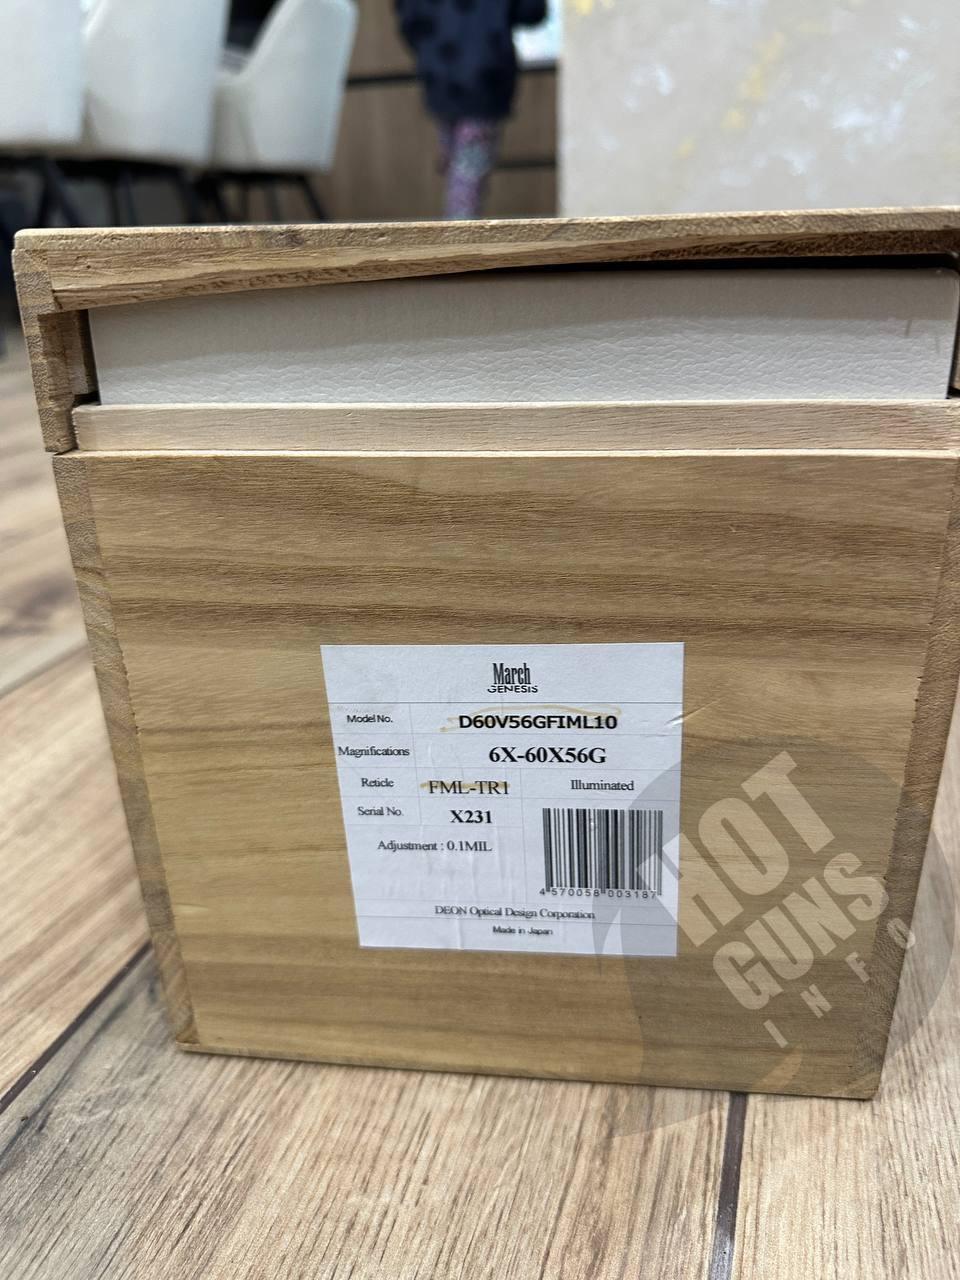 March
GENESIS
Model No. D60V56GFIML10
Magnifications 6X-60X56G
Reticle FML-TR1 Illuminated
Serial No. X231
Adjustment : 0.1MIL
4 570058 003187
DEON Optical Design Corporation
Made in Japan
HOT
GUNS
INFO